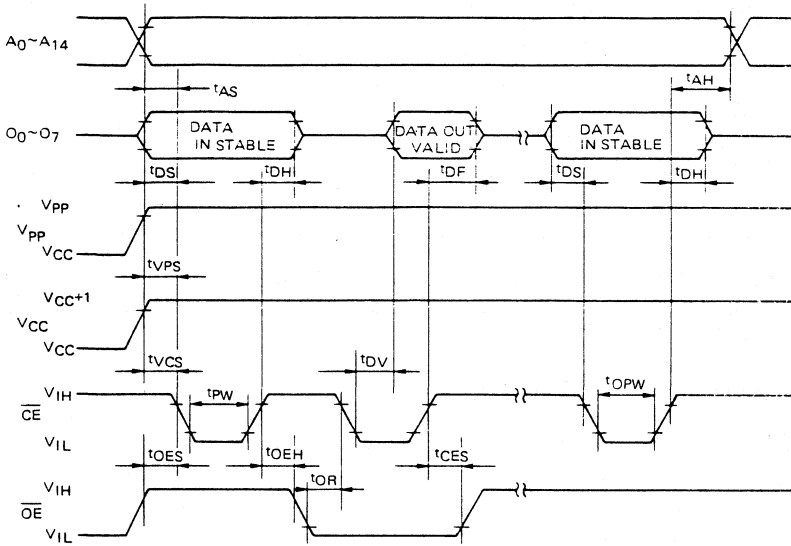 A0~A14
tAS
tAH
O0~O7
DATA IN STABLE
DATA OUT VALID
DATA IN STABLE
tDS
tDH
tDF
tDS
tDH
VPP
VPP
VCC
tVPS
VCC+1
VCC
VCC
tVCS
tDV
VIH
CE
VIL
tPW
tOPW
tOES
tOEH
tOR
tCES
VIH
OE
VIL